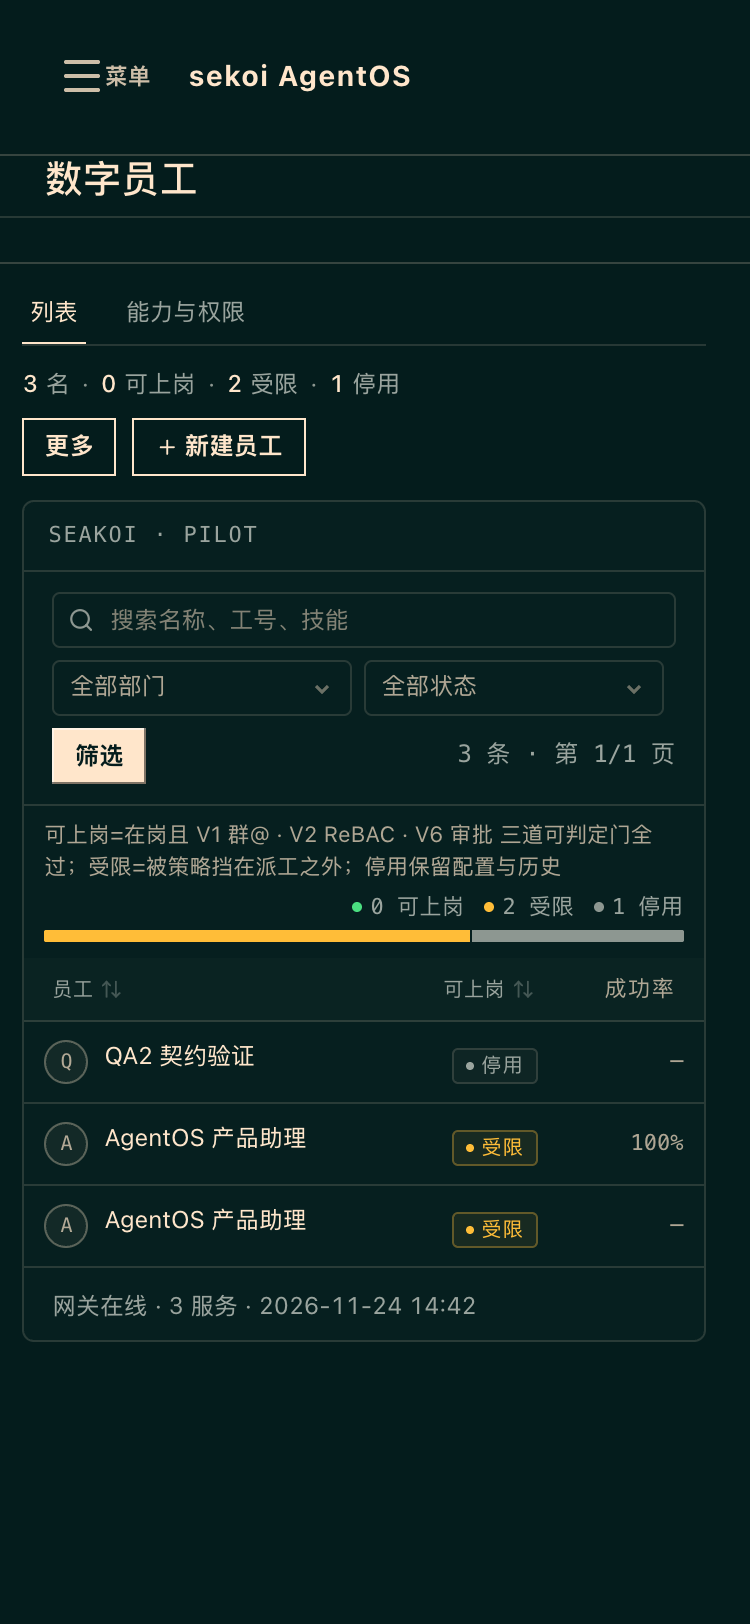 菜单 sekoi AgentOS
数字员工
列表 能力与权限
3 名 · 0 可上岗 · 2 受限 · 1 停用
更多 + 新建员工
SEAKOI · PILOT
搜索名称、工号、技能
全部部门 全部状态
筛选 3 条 · 第 1/1 页
可上岗=在岗且 V1 群@ · V2 ReBAC · V6 审批 三道可判定门全
过；受限=被策略挡在派工之外；停用保留配置与历史
0 可上岗 2 受限 1 停用
员工 可上岗 成功率
Q QA2 契约验证 停用 —
A AgentOS 产品助理 受限 100%
A AgentOS 产品助理 受限 —
网关在线 · 3 服务 · 2026-11-24 14:42